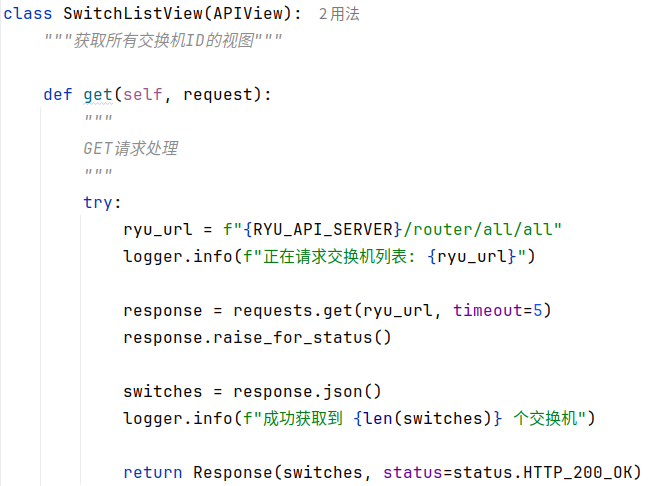 class SwitchListView(APIView):  2 用法
    """获取所有交换机ID的视图"""
    def get(self, request):
        """
        GET请求处理
        """
        try:
            ryu_url = f"{RYU_API_SERVER}/router/all/all"
            logger.info(f"正在请求交换机列表: {ryu_url}")
            response = requests.get(ryu_url, timeout=5)
            response.raise_for_status()
            switches = response.json()
            logger.info(f"成功获取到 {len(switches)} 个交换机")
            return Response(switches, status=status.HTTP_200_OK)